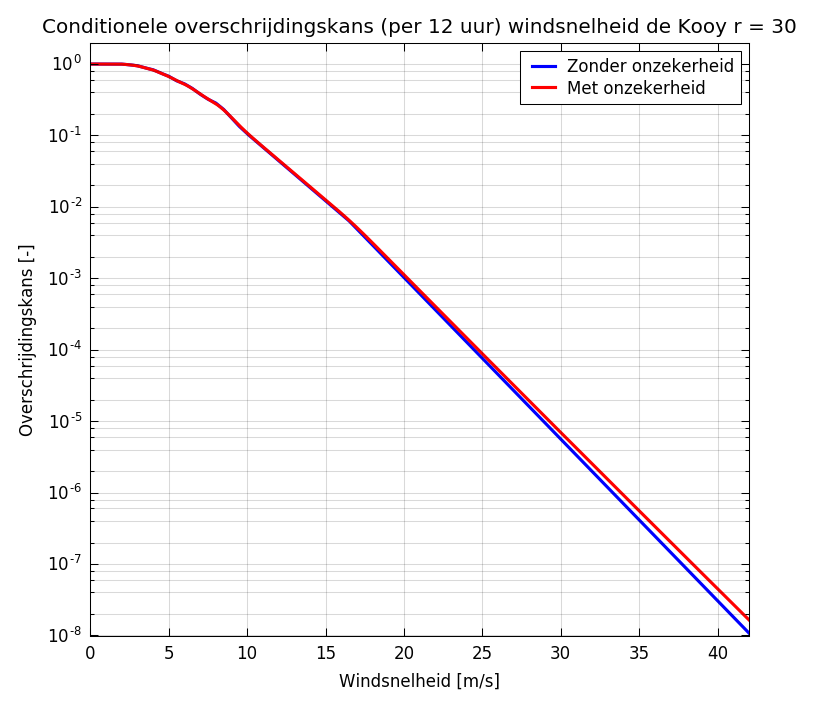 Conditionele overschrijdingskans (per 12 uur) windsnelheid de Kooy r = 30
Zonder onzekerheid
Met onzekerheid
Overschrijdingskans [-]
10^0
10^-1
10^-2
10^-3
10^-4
10^-5
10^-6
10^-7
10^-8
0 5 10 15 20 25 30 35 40
Windsnelheid [m/s]